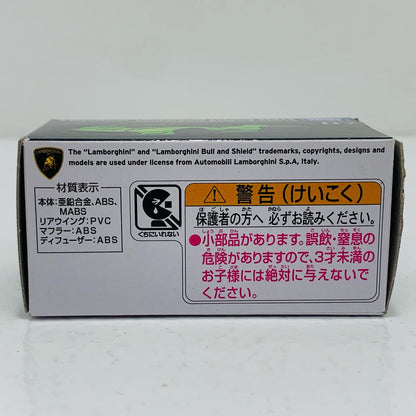 LAMBORGHINI
The "Lamborghini" and "Lamborghini Bull and Shield" trademarks, copyrights, designs and
models are used under license from Automobili Lamborghini S.p.A, Italy.
材質表示
本体:亜鉛合金、ABS、
MABS
リアウイング:PVC
マフラー:ABS
ディフューザー:ABS
くちにいれない
警告(けいこく)
保護者の方へ 必ずお読みください。
●小部品があります。誤飲・窒息の
危険がありますので、3才未満の
お子様には絶対に与えないで
ください。